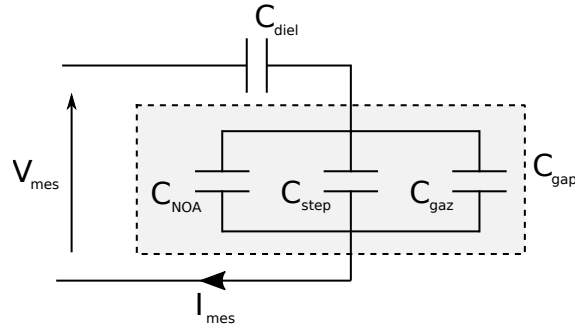 C_diel
V_mes
C_NOA
C_step
C_gaz
C_gap
I_mes